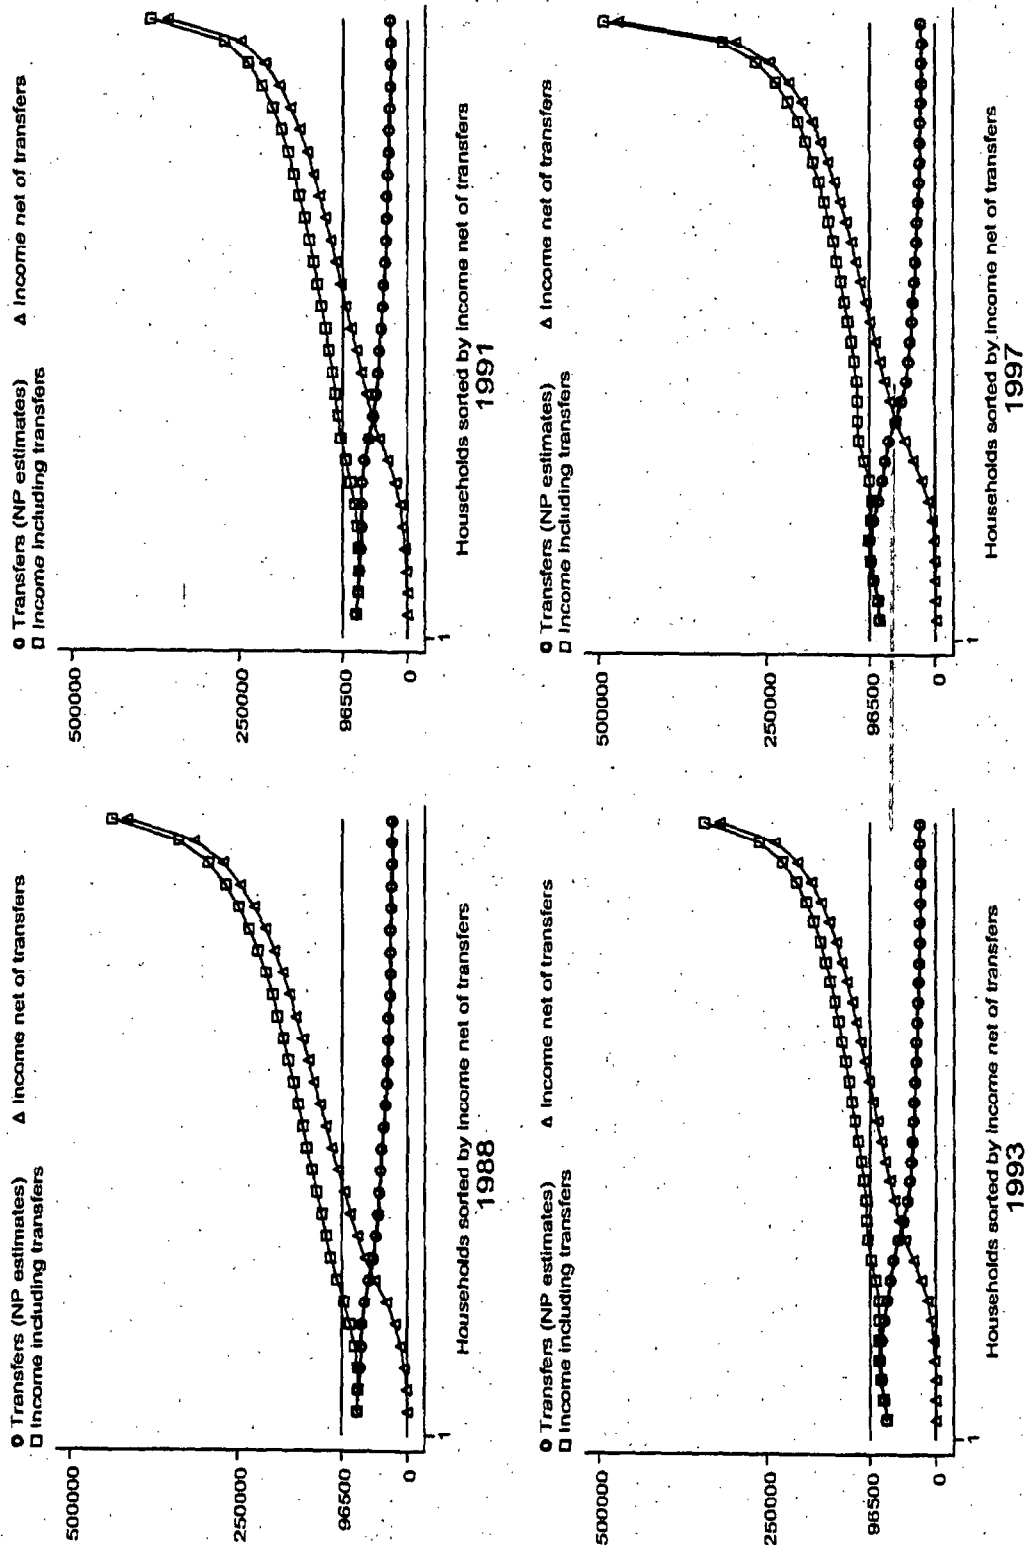 o Transfers (NP estimates) △ Income net of transfers
□ Income including transfers
500000
250000
96500
0
1
Households sorted by income net of transfers
1988
o Transfers (NP estimates) △ Income net of transfers
□ Income including transfers
500000
250000
96500
0
1
Households sorted by income net of transfers
1991
o Transfers (NP estimates) △ Income net of transfers
□ Income including transfers
500000
250000
96500
0
1
Households sorted by income net of transfers
1993
o Transfers (NP estimates) △ Income net of transfers
□ Income including transfers
500000
250000
96500
0
1
Households sorted by income net of transfers
1997